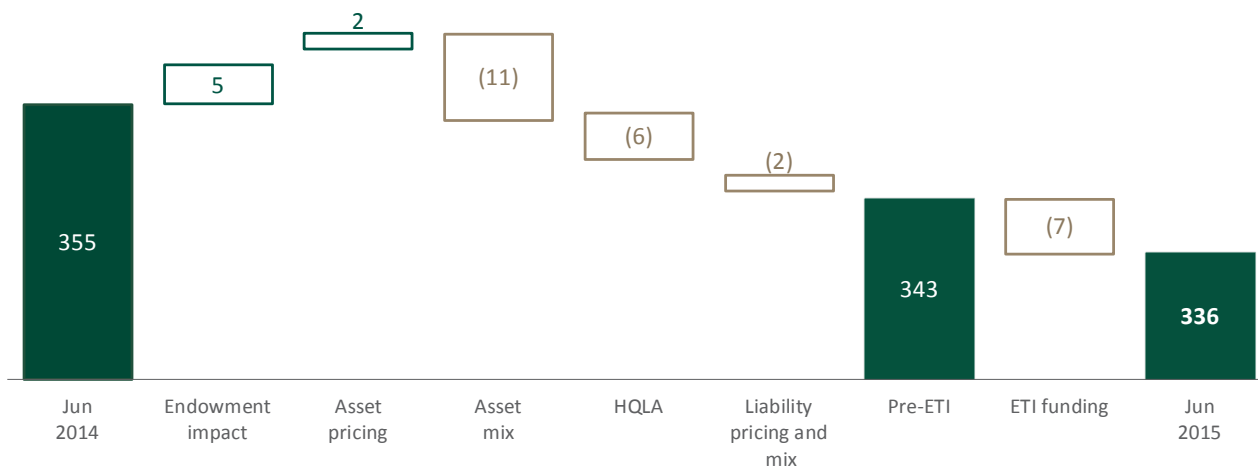 2
5
(11)
(6)
(2)
355
343
(7)
336
Jun
2014
Endowment
impact
Asset
pricing
Asset
mix
HQLA
Liability
pricing and
mix
Pre-ETI
ETI funding
Jun
2015